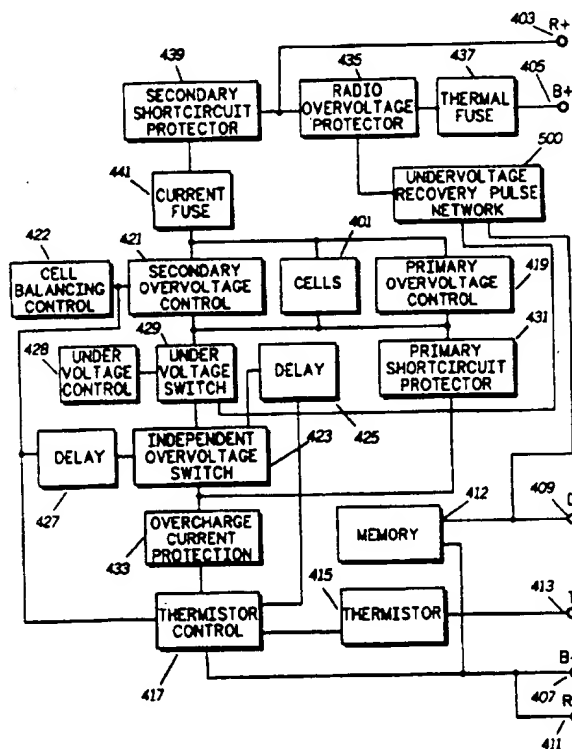 403
R+
439
435
437
405
B+
SECONDARY
SHORTCIRCUIT
PROTECTOR
RADIO
OVERVOLTAGE
PROTECTOR
THERMAL
FUSE
500
441
CURRENT
FUSE
UNDERVOLTAGE
RECOVERY PULSE
NETWORK
422
421
401
CELL
BALANCING
CONTROL
SECONDARY
OVERVOLTAGE
CONTROL
CELLS
PRIMARY
OVERVOLTAGE
CONTROL
419
429
431
428
UNDER
VOLTAGE
CONTROL
UNDER
VOLTAGE
SWITCH
DELAY
PRIMARY
SHORTCIRCUIT
PROTECTOR
425
DELAY
INDEPENDENT
OVERVOLTAGE
SWITCH
423
427
412
409
OVERCHARGE
CURRENT
PROTECTION
MEMORY
433
415
413
THERMISTOR
CONTROL
THERMISTOR
417
B-
407
R
411